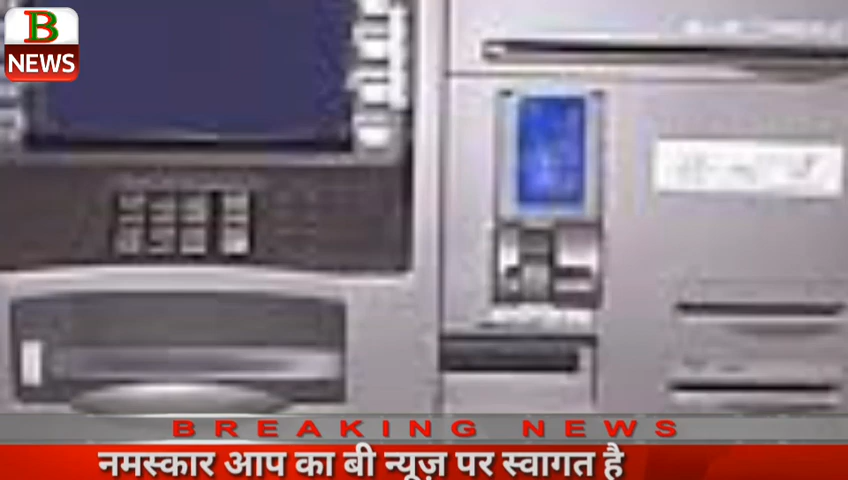 B
NEWS
BREAKING NEWS
नमस्कार आप का बी न्यूज़ पर स्वागत है